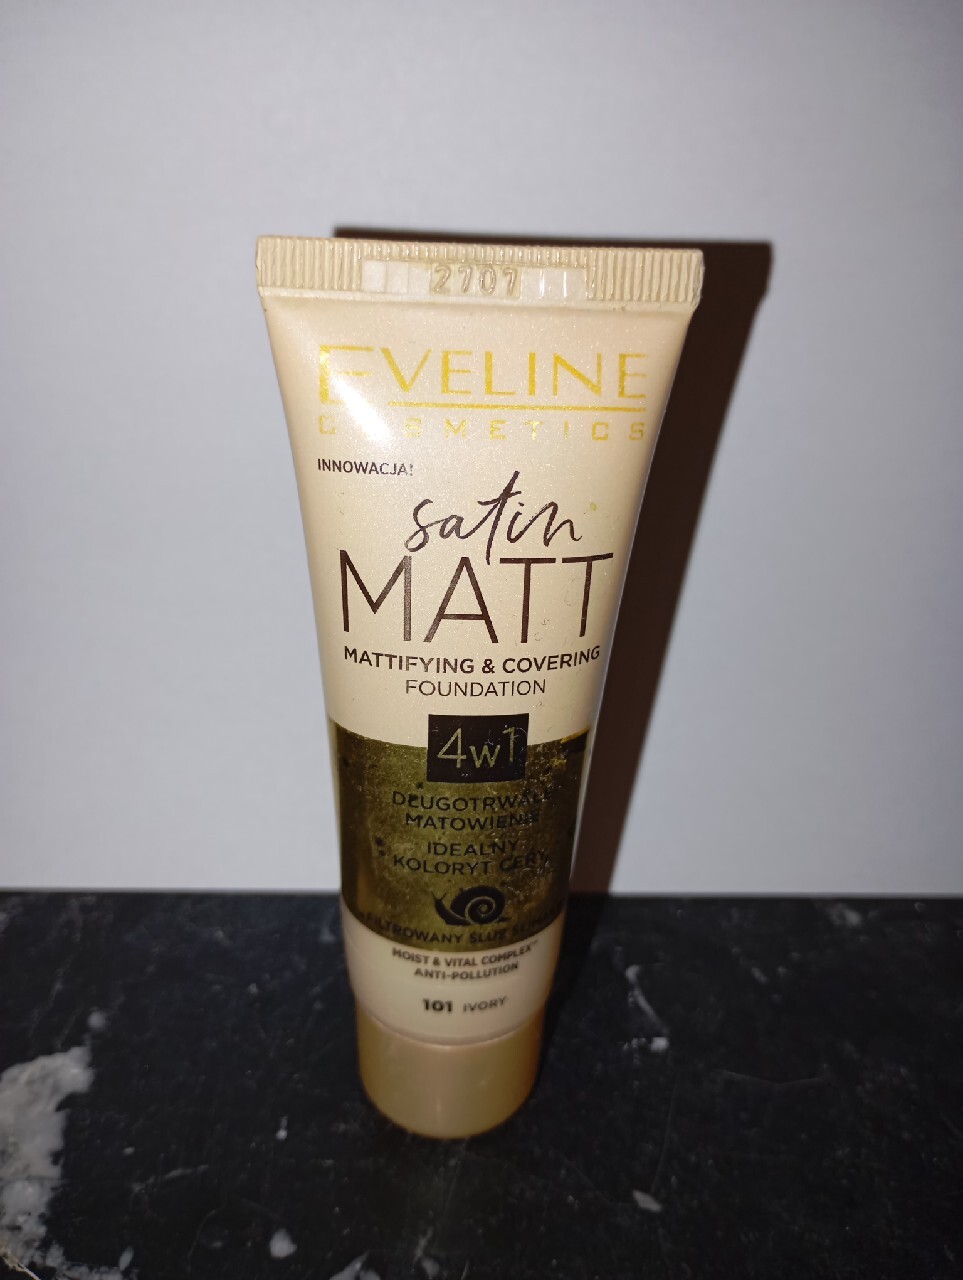 2707
EVELINE
COSMETICS
INNOWACJA!
satin
MATT
MATTIFYING & COVERING
FOUNDATION
4w1
DŁUGOTRWAŁE
MATOWIENIE
IDEALNY
KOLORYT CERY
FILTROWANY ŚLUZ
MOIST & VITAL COMPLEX™
ANTI-POLLUTION
101 IVORY